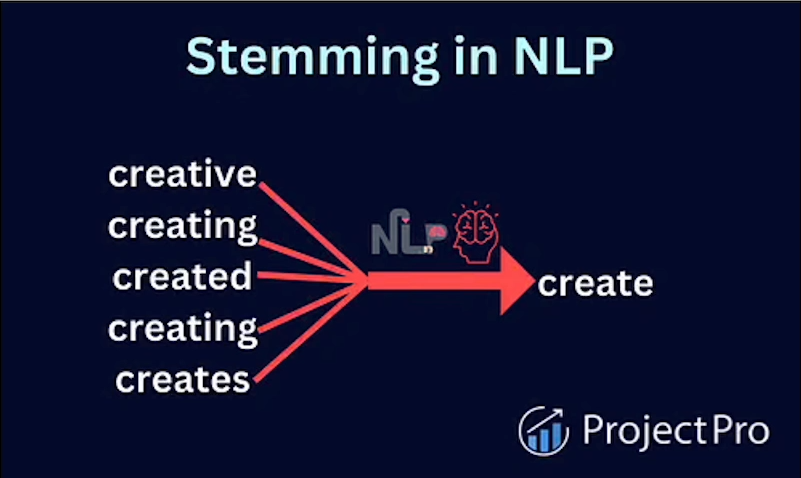 Stemming in NLP
creative
creating
created
creating
creates
NLP
create
ProjectPro